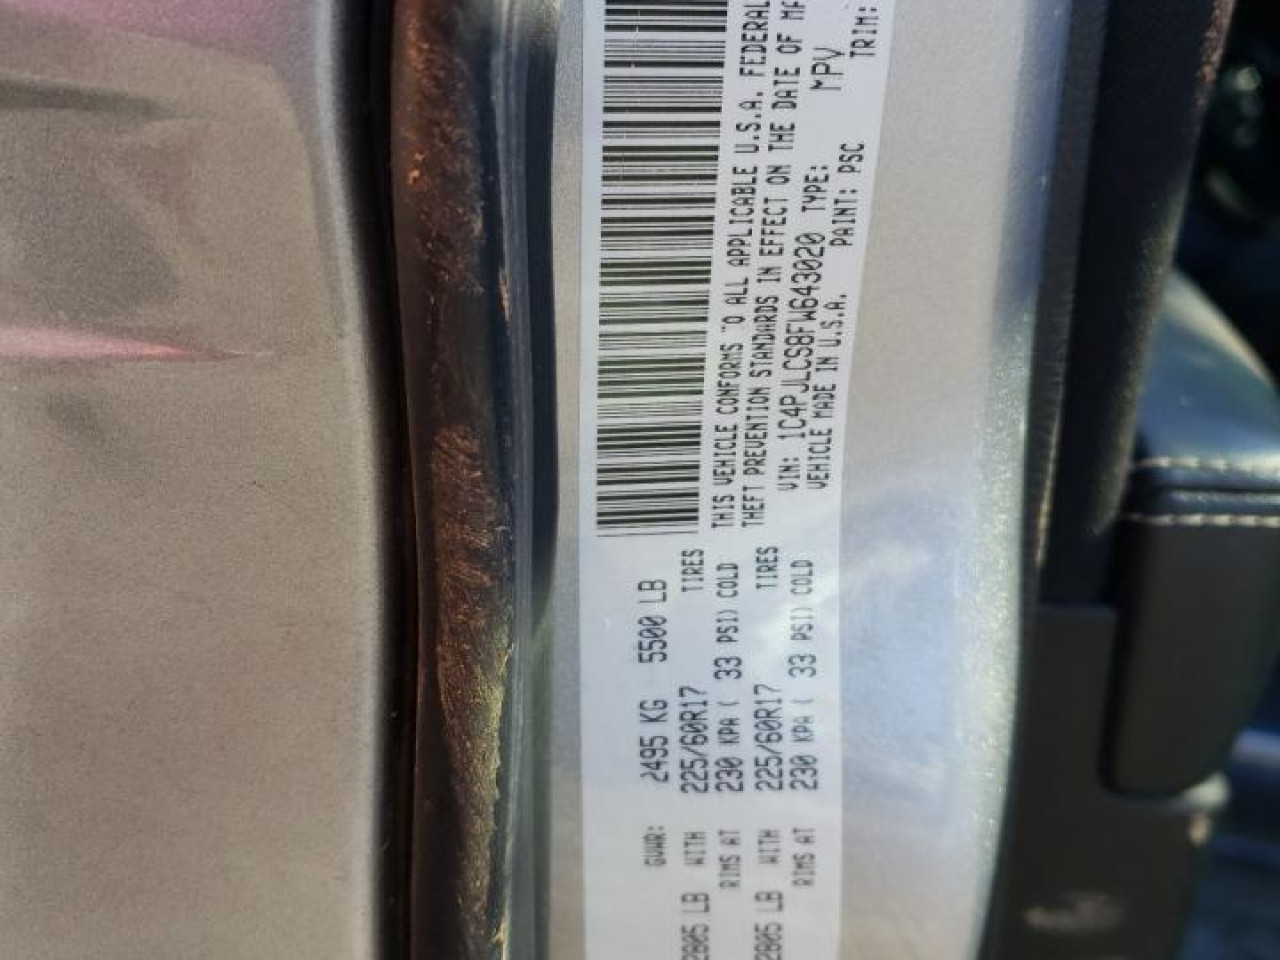 GVWR: 2495 KG 5500 LB
2805 LB WITH 225/60R17 TIRES
RIMS AT 230 KPA ( 33 PSI) COLD
2805 LB WITH 225/60R17 TIRES
RIMS AT 230 KPA ( 33 PSI) COLD
THIS VEHICLE CONFORMS TO ALL APPLICABLE U.S.A. FEDERAL
THEFT PREVENTION STANDARDS IN EFFECT ON THE DATE OF
VIN: 1C4PJLCS8FW643020 TYPE: MPV
VEHICLE MADE IN U.S.A. PAINT: PSC TRIM: